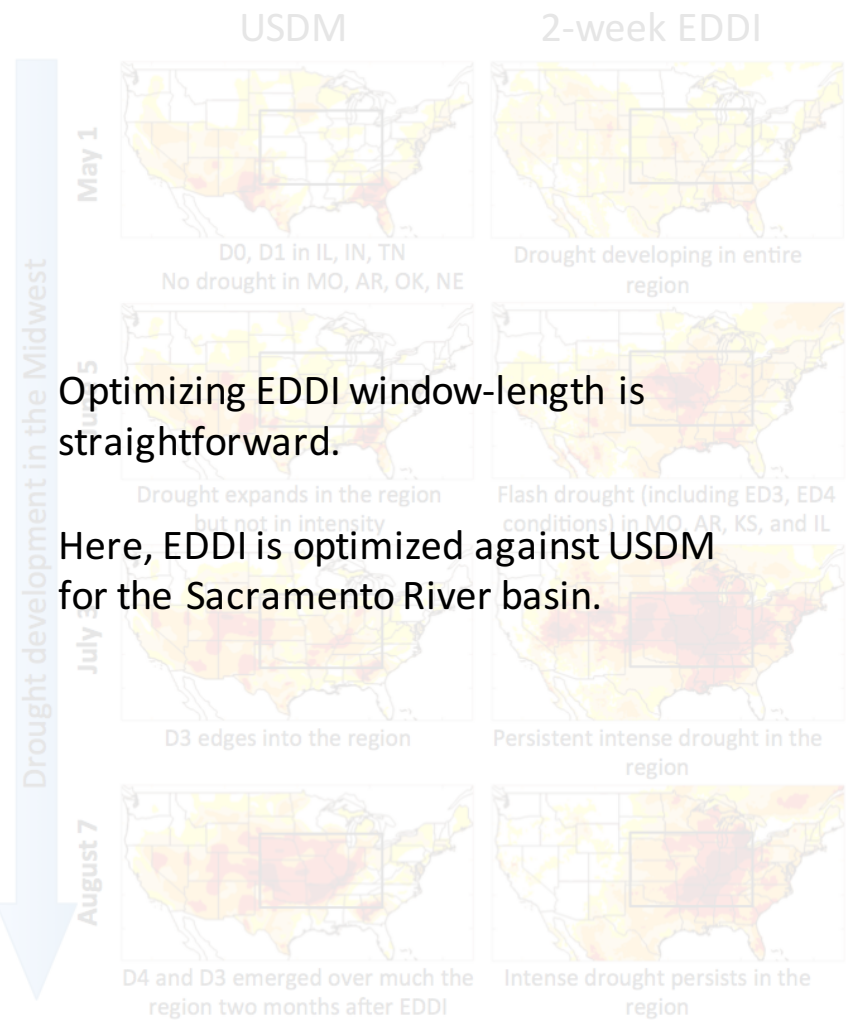 USDM
2-week EDDI
Drought development in the Midwest
May 1
D0, D1 in IL, IN, TN
No drought in MO, AR, OK, NE
Drought developing in entire
region
5
Drought expands in the region
but not in intensity
Flash drought (including ED3, ED4
conditions) in MO, AR, KS, and IL
Optimizing EDDI window-length is
straightforward.
Here, EDDI is optimized against USDM
for the Sacramento River basin.
July
D3 edges into the region
Persistent intense drought in the
region
August 7
D4 and D3 emerged over much the
region two months after EDDI
Intense drought persists in the
region